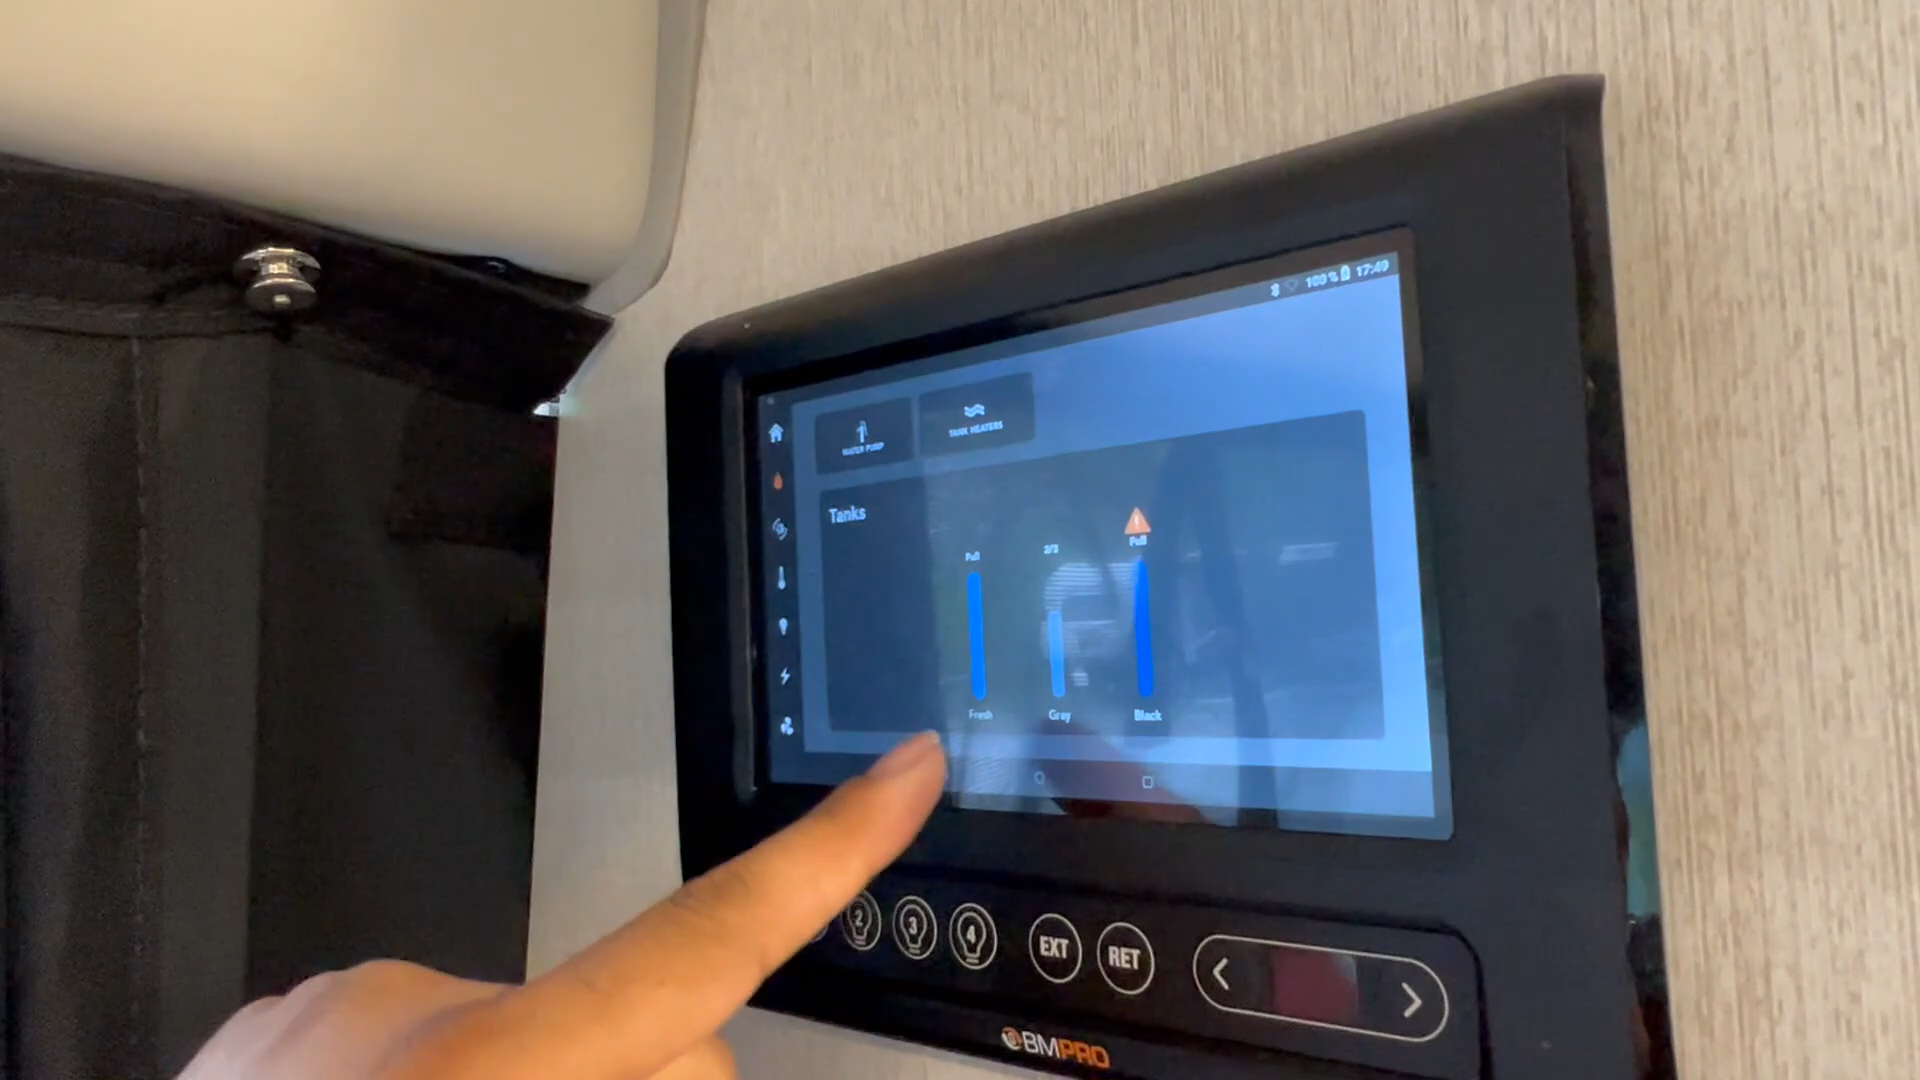 100% 17:49
WATER PUMP
TANK HEATERS
Tanks
Full
2/3
Full
Fresh
Grey
Black
2
3
4
EXT
RET
BMPRO